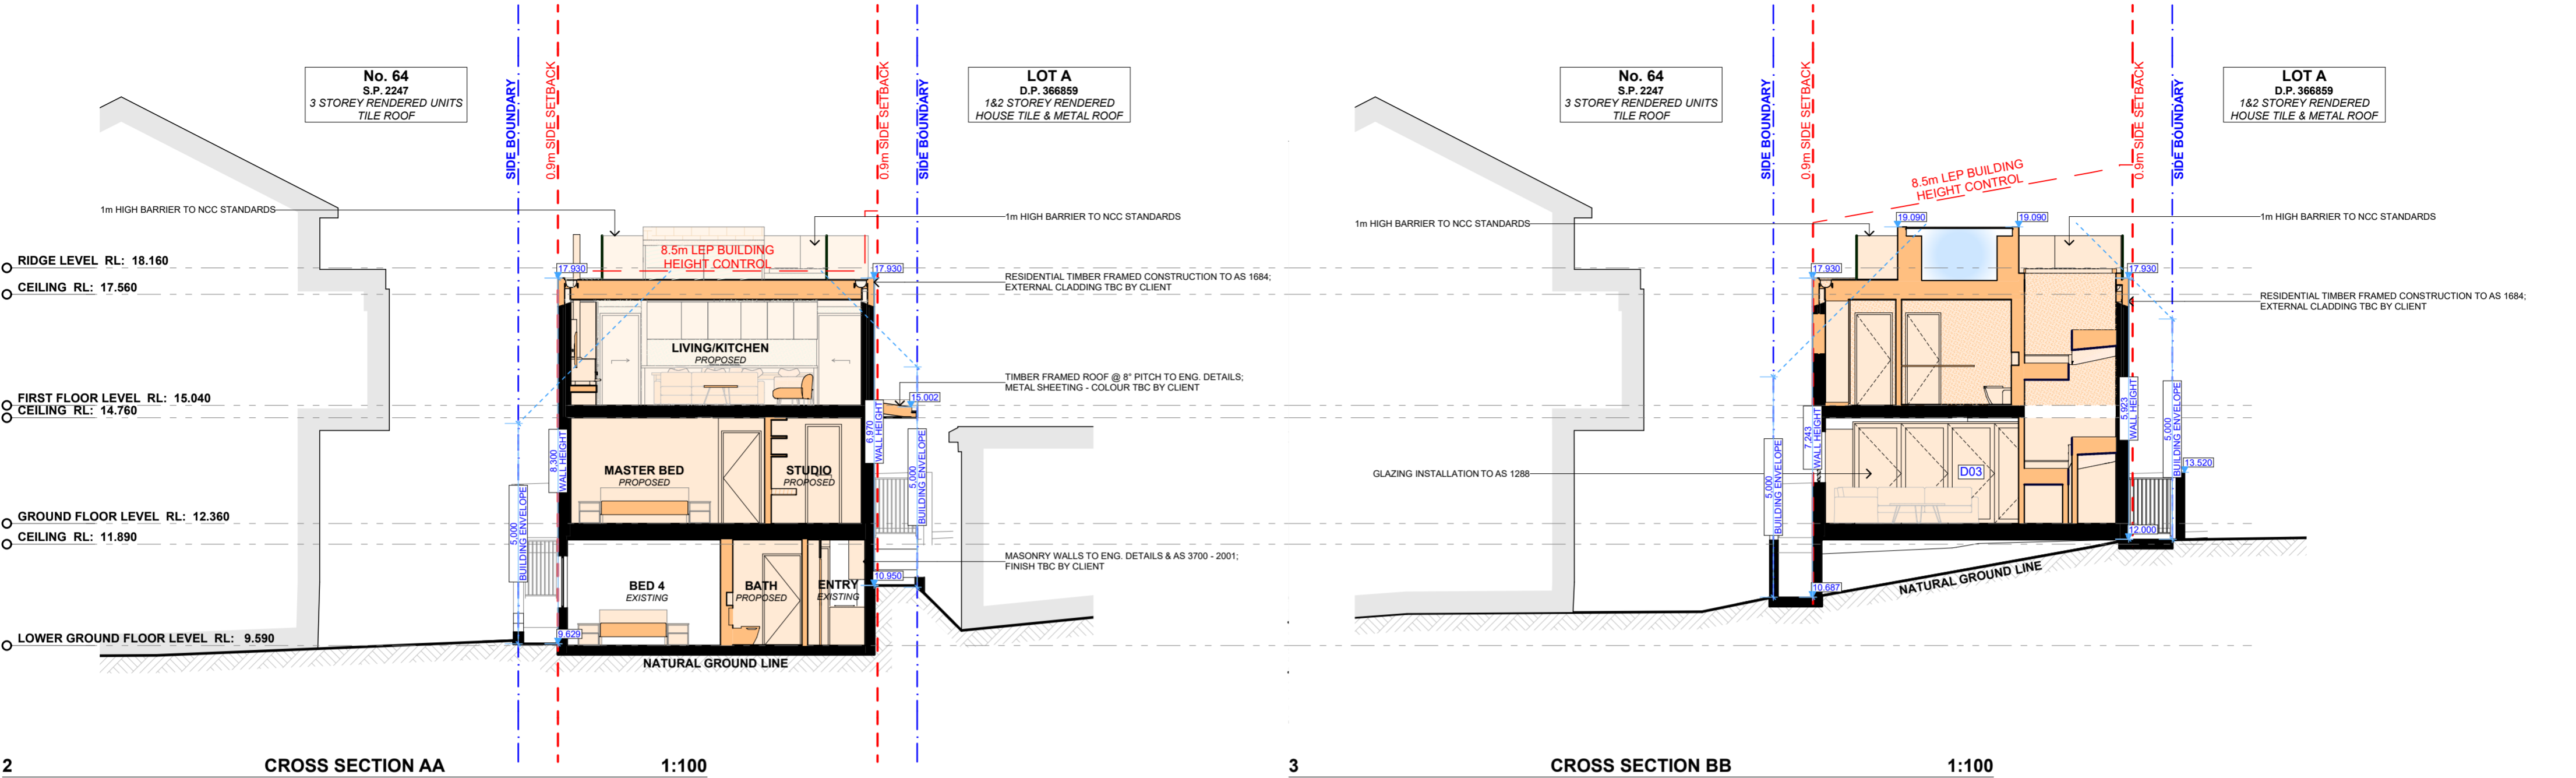 No. 64
S.P. 2247
3 STOREY RENDERED UNITS
TILE ROOF
SIDE BOUNDARY
0.9m SIDE SETBACK
0.9m SIDE SETBACK
SIDE BOUNDARY
LOT A
D.P. 366859
1&2 STOREY RENDERED
HOUSE TILE & METAL ROOF
1m HIGH BARRIER TO NCC STANDARDS
1m HIGH BARRIER TO NCC STANDARDS
8.5m LEP BUILDING
HEIGHT CONTROL
RIDGE LEVEL RL: 18.160
CEILING RL: 17.560
FIRST FLOOR LEVEL RL: 15.040
CEILING RL: 14.760
GROUND FLOOR LEVEL RL: 12.360
CEILING RL: 11.890
LOWER GROUND FLOOR LEVEL RL: 9.590
17.930
17.930
RESIDENTIAL TIMBER FRAMED CONSTRUCTION TO AS 1684;
EXTERNAL CLADDING TBC BY CLIENT
LIVING/KITCHEN
PROPOSED
TIMBER FRAMED ROOF @ 8° PITCH TO ENG. DETAILS;
METAL SHEETING - COLOUR TBC BY CLIENT
15.002
8,300
WALL HEIGHT
6,970
WALL HEIGHT
5,000
BUILDING ENVELOPE
5,000
BUILDING ENVELOPE
MASTER BED
PROPOSED
STUDIO
PROPOSED
MASONRY WALLS TO ENG. DETAILS & AS 3700 - 2001;
FINISH TBC BY CLIENT
10.950
BED 4
EXISTING
BATH
PROPOSED
ENTRY
EXISTING
9.629
NATURAL GROUND LINE
2
CROSS SECTION AA
1:100
No. 64
S.P. 2247
3 STOREY RENDERED UNITS
TILE ROOF
SIDE BOUNDARY
0.9m SIDE SETBACK
0.9m SIDE SETBACK
SIDE BOUNDARY
LOT A
D.P. 366859
1&2 STOREY RENDERED
HOUSE TILE & METAL ROOF
8.5m LEP BUILDING
HEIGHT CONTROL
1m HIGH BARRIER TO NCC STANDARDS
19.090
19.090
1m HIGH BARRIER TO NCC STANDARDS
17.930
17.930
RESIDENTIAL TIMBER FRAMED CONSTRUCTION TO AS 1684;
EXTERNAL CLADDING TBC BY CLIENT
7,243
WALL HEIGHT
5,923
WALL HEIGHT
5,000
BUILDING ENVELOPE
5,000
BUILDING ENVELOPE
13.520
GLAZING INSTALLATION TO AS 1288
D03
12.000
10.687
NATURAL GROUND LINE
3
CROSS SECTION BB
1:100